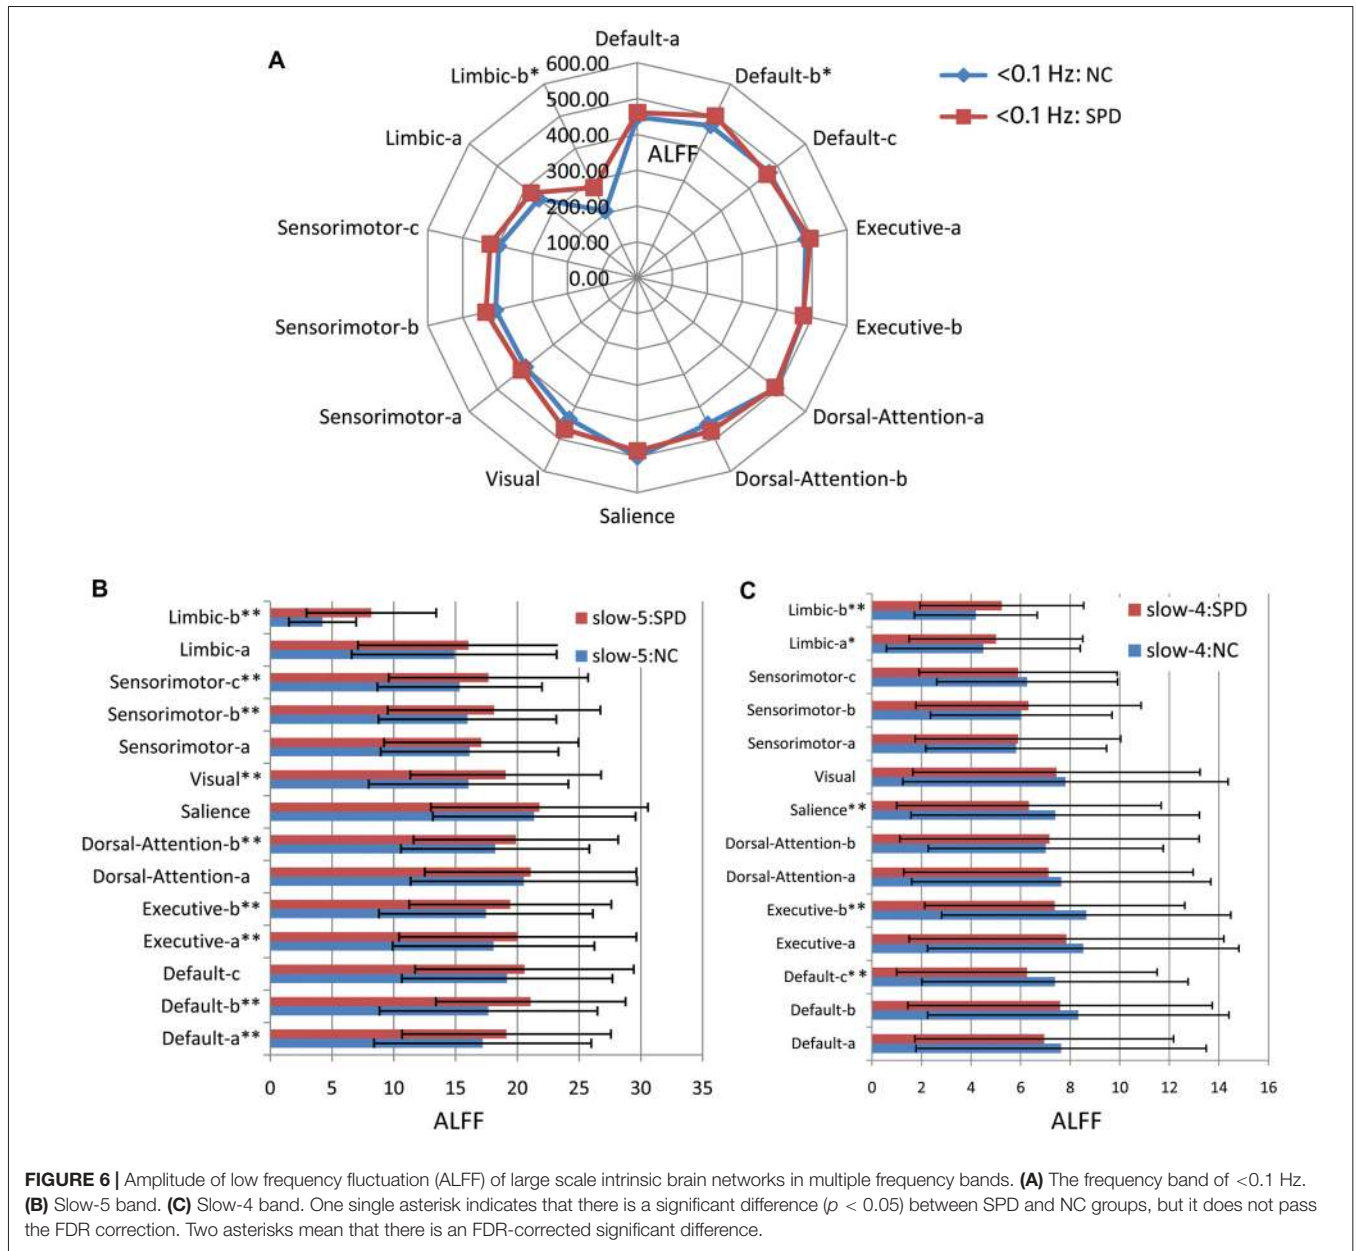 A
Default-a
Limbic-b*
Default-b*
600.00
500.00
400.00
300.00
200.00
100.00
0.00
ALFF
<0.1 Hz: NC
<0.1 Hz: SPD
Limbic-a
Default-c
Sensorimotor-c
Executive-a
Sensorimotor-b
Executive-b
Sensorimotor-a
Dorsal-Attention-a
Visual
Dorsal-Attention-b
Salience
B
Limbic-b**
Limbic-a
Sensorimotor-c**
Sensorimotor-b**
Sensorimotor-a
Visual**
Salience
Dorsal-Attention-b**
Dorsal-Attention-a
Executive-b**
Executive-a**
Default-c
Default-b**
Default-a**
slow-5:SPD
slow-5:NC
0 5 10 15 20 25 30 35
ALFF
C
Limbic-b**
Limbic-a*
Sensorimotor-c
Sensorimotor-b
Sensorimotor-a
Visual
Salience**
Dorsal-Attention-b
Dorsal-Attention-a
Executive-b**
Executive-a
Default-c**
Default-b
Default-a
slow-4:SPD
slow-4:NC
0 2 4 6 8 10 12 14 16
ALFF
FIGURE 6 | Amplitude of low frequency fluctuation (ALFF) of large scale intrinsic brain networks in multiple frequency bands. (A) The frequency band of <0.1 Hz.
(B) Slow-5 band. (C) Slow-4 band. One single asterisk indicates that there is a significant difference (p < 0.05) between SPD and NC groups, but it does not pass
the FDR correction. Two asterisks mean that there is an FDR-corrected significant difference.